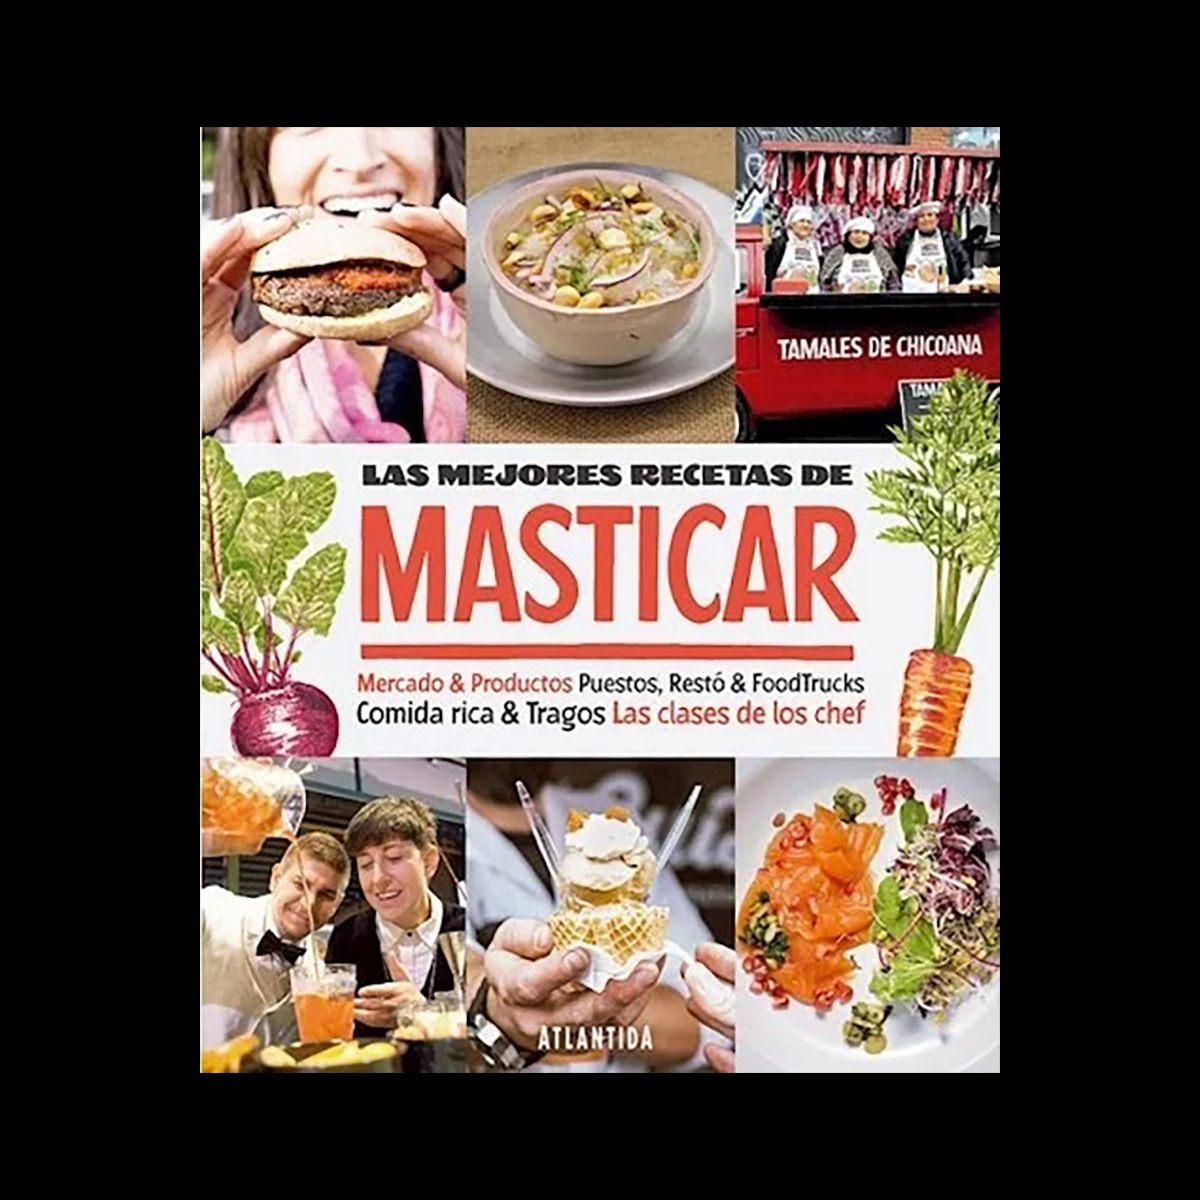 TAMALES DE CHICOANA
TAMA
LAS MEJORES RECETAS DE
MASTICAR
Mercado & Productos Puestos, Restó & FoodTrucks
Comida rica & Tragos Las clases de los chef
ATLANTIDA